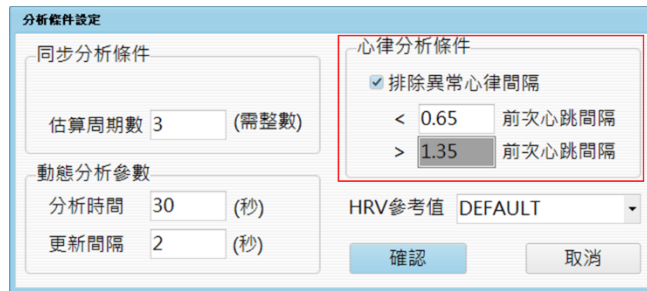 分析條件設定
同步分析條件
估算周期數 3 (需整數)
動態分析參數
分析時間 30 (秒)
更新間隔 2 (秒)
心律分析條件
排除異常心律間隔
< 0.65 前次心跳間隔
> 1.35 前次心跳間隔
HRV參考值 DEFAULT
確認 取消